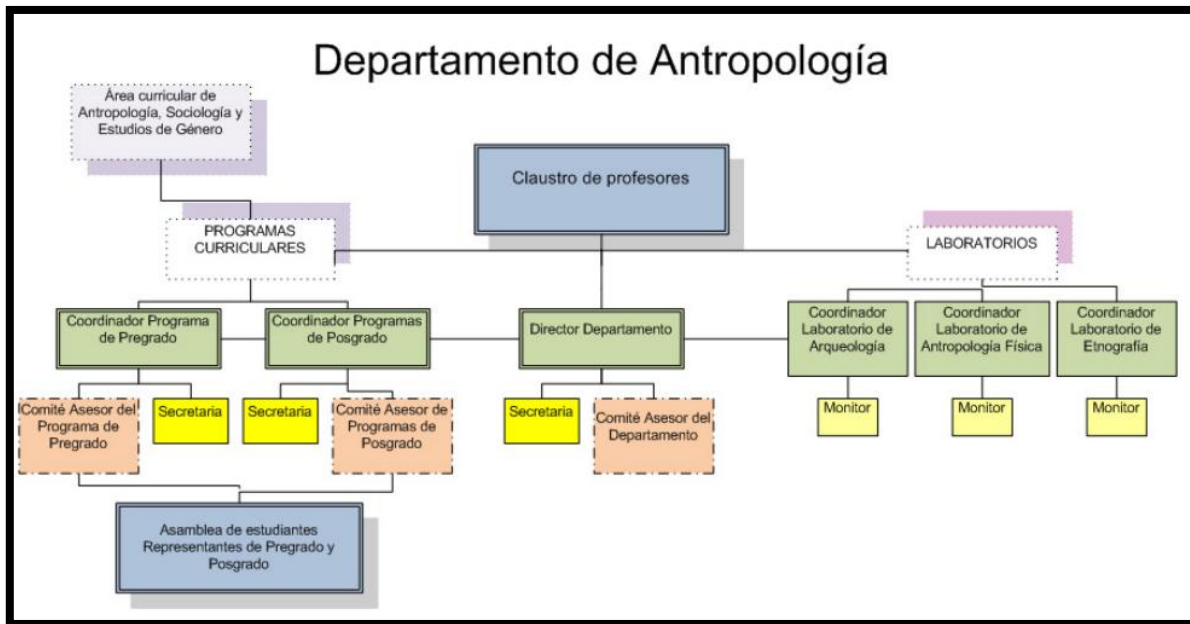 Departamento de Antropología
Área curricular de
Antropología, Sociología y
Estudios de Género
Claustro de profesores
PROGRAMAS
CURRICULARES
LABORATORIOS
Coordinador Programa
de Pregrado
Coordinador Programas
de Posgrado
Director Departamento
Coordinador
Laboratorio de
Arqueología
Coordinador
Laboratorio de
Antropología Física
Coordinador
Laboratorio de
Etnografía
Comité Asesor del
Programa de
Pregrado
Secretaria
Secretaria
Comité Asesor de
Programas de
Posgrado
Secretaria
Comité Asesor del
Departamento
Monitor
Monitor
Monitor
Asamblea de estudiantes
Representantes de Pregrado y
Posgrado